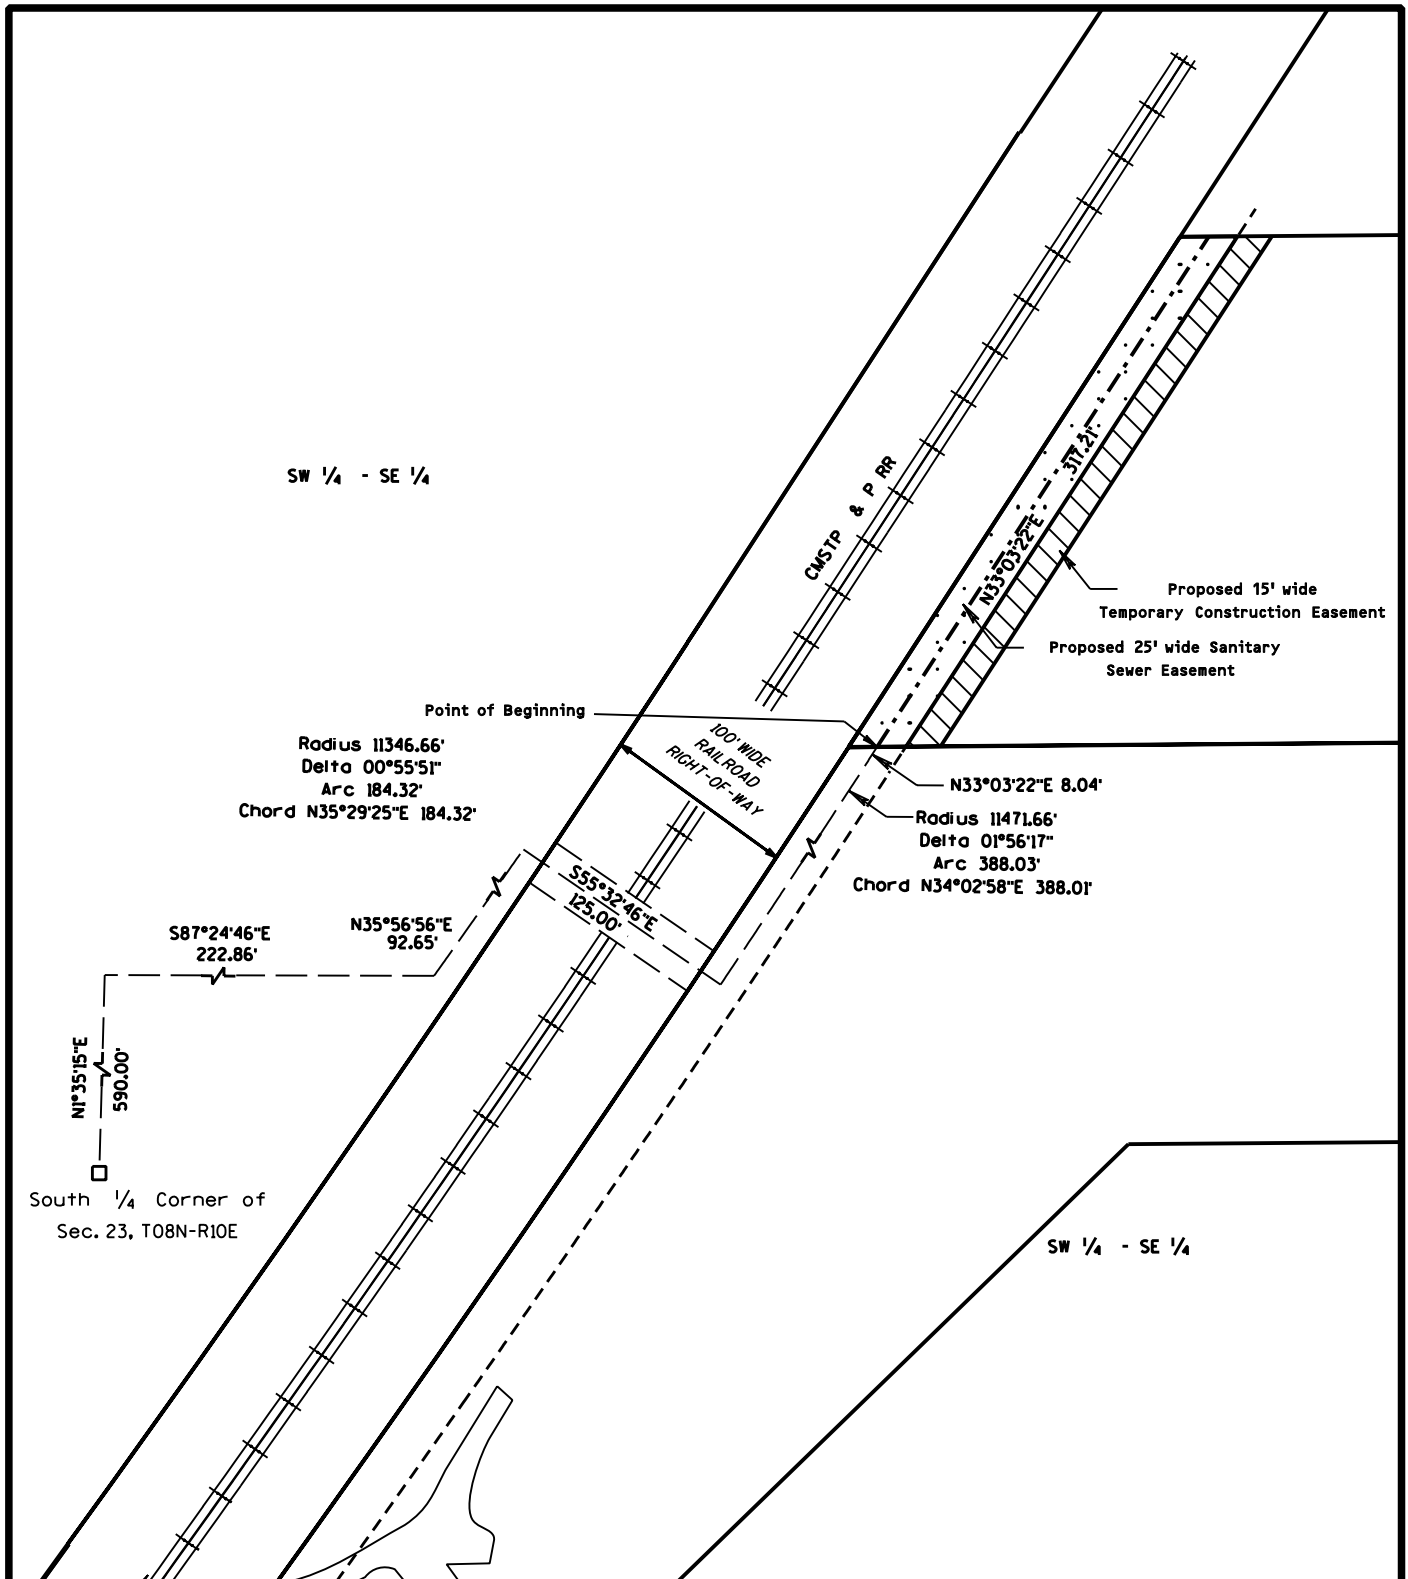 SW 1/4 - SE 1/4
CMSTP & P RR
317.21'
N33°03'22"E
Proposed 15' wide
Temporary Construction Easement
Proposed 25' wide Sanitary
Sewer Easement
Point of Beginning
100' WIDE
RAILROAD
RIGHT-OF-WAY
Radius 11346.66'
Delta 00°55'51"
Arc 184.32'
Chord N35°29'25"E 184.32'
N33°03'22"E 8.04'
Radius 11471.66'
Delta 01°56'17"
Arc 388.03'
Chord N34°02'58"E 388.01'
S55°32'46"E
125.00'
S87°24'46"E
222.86'
N35°56'56"E
92.65'
N1°35'15"E
590.00'
South 1/4 Corner of
Sec. 23, T08N-R10E
SW 1/4 - SE 1/4